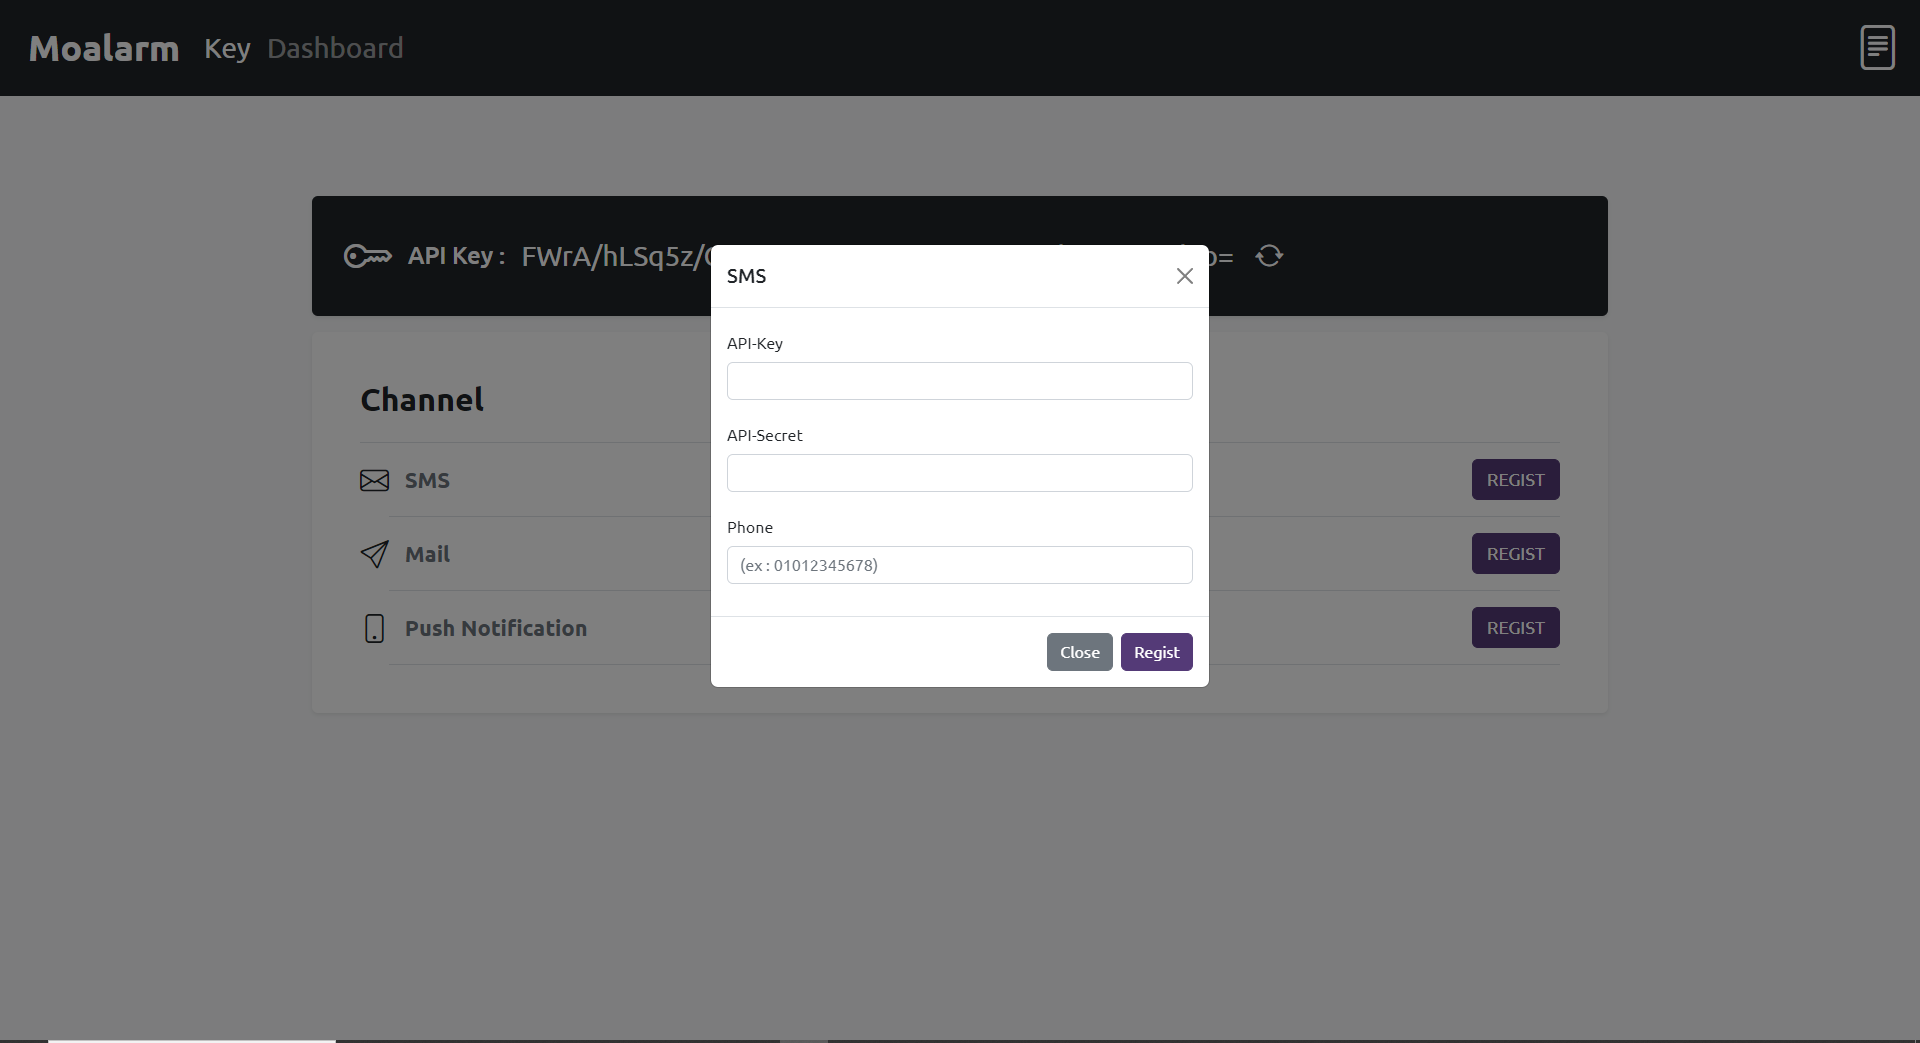 Moalarm Key Dashboard
API Key : FWrA/hLSq5z/
SMS
API-Key
API-Secret
Phone
(ex : 01012345678)
Close Regist
Channel
SMS REGIST
Mail REGIST
Push Notification REGIST